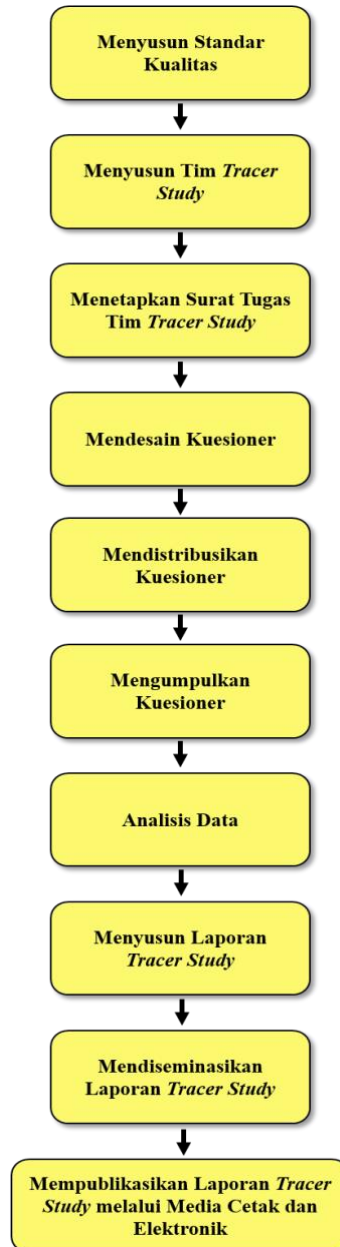 Menyusun Standar
Kualitas
Menyusun Tim Tracer
Study
Menetapkan Surat Tugas
Tim Tracer Study
Mendesain Kuesioner
Mendistribusikan
Kuesioner
Mengumpulkan
Kuesioner
Analisis Data
Menyusun Laporan
Tracer Study
Mendiseminasikan
Laporan Tracer Study
Mempublikasikan Laporan Tracer
Study melalui Media Cetak dan
Elektronik